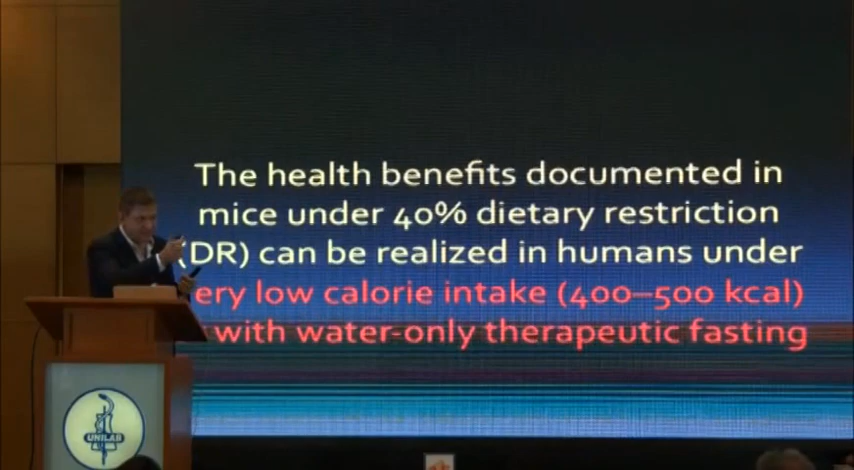 The health benefits documented in
mice under 40% dietary restriction
(DR) can be realized in humans under
ery low calorie intake (400–500 kcal)
with water-only therapeutic fasting
UNILAB